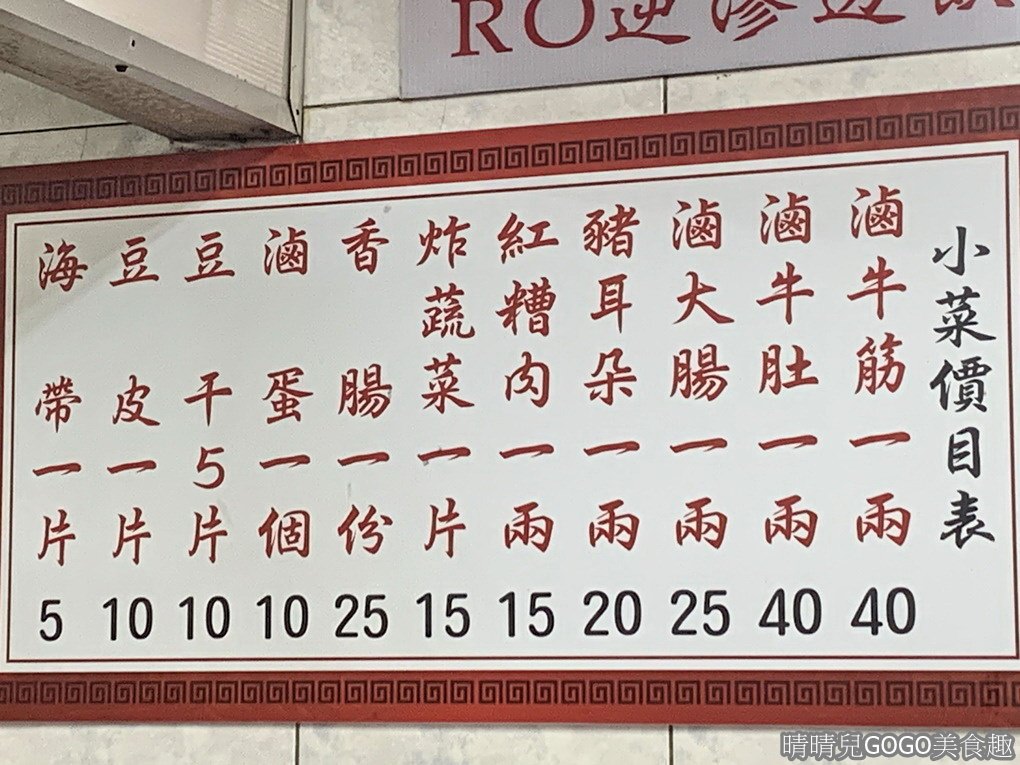 RO逆滲透飲
小菜價目表
滷牛筋一兩 40
滷牛肚一兩 40
滷大腸一兩 25
豬耳朵一兩 20
紅糟肉一兩 15
炸蔬菜一片 15
香腸一份 25
滷蛋一個 10
豆干5片 10
豆皮一片 10
海帶一片 5
晴晴兒GOGO美食趣